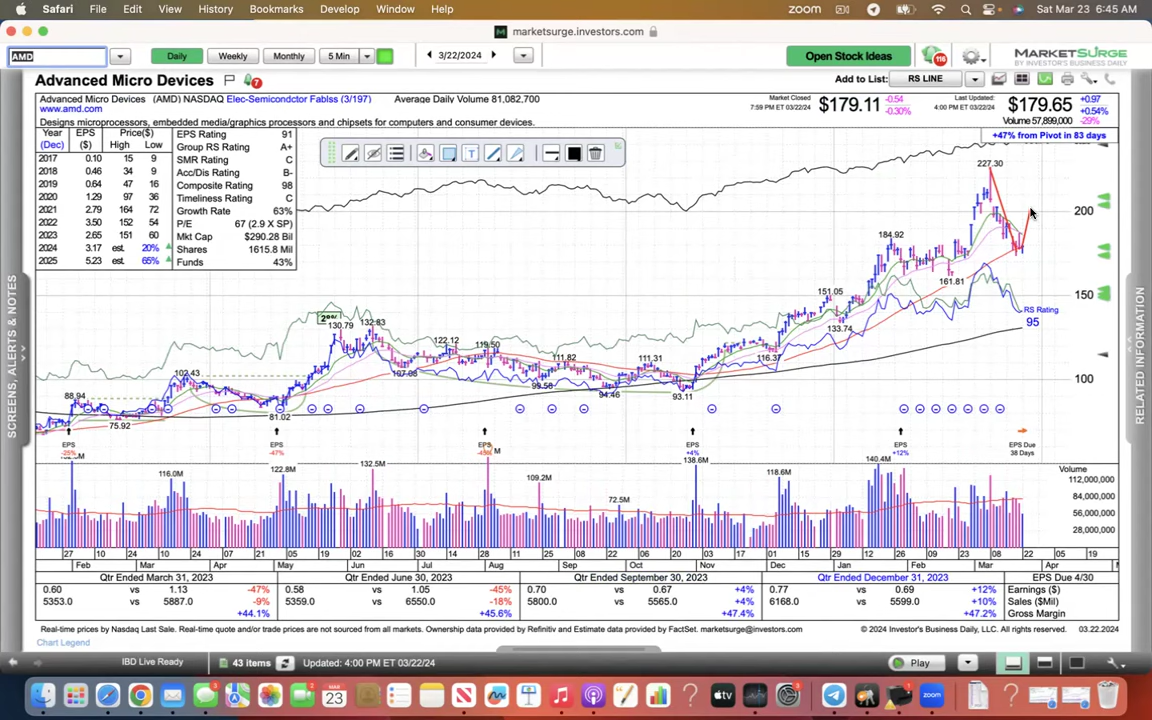 Safari File Edit View History Bookmarks Develop Window Help zoom Sat Mar 23 6:45 AM
marketsurge.investors.com
AMD Daily Weekly Monthly 5 Min 3/22/2024 Open Stock Ideas 116 MARKETSURGE
BY INVESTOR'S BUSINESS DAILY
Advanced Micro Devices 7 Add to List: RS LINE
Advanced Micro Devices (AMD) NASDAQ Elec-Semicondctor Fablss (3/197) Average Daily Volume 81,082,700
www.amd.com
Designs microprocessors, embedded media/graphics processors and chipsets for computers and consumer devices.
Market Closed
7:59 PM ET 03/22/24
$179.11 -0.54
-0.30%
Last Updated:
4:00 PM ET 03/22/24
$179.65 +0.97
+0.54%
Volume 57,899,000 -29%
+47% from Pivot in 83 days
Year EPS Price($)
(Dec) ($) High Low
2017 0.10 15 9
2018 0.46 34 9
2019 0.64 47 16
2020 1.29 97 36
2021 2.79 164 72
2022 3.50 152 54
2023 2.65 151 60
2024 3.17 est. 20%
2025 5.23 est. 65%
EPS Rating 91
Group RS Rating A+
SMR Rating C
Acc/Dis Rating B-
Composite Rating 98
Timeliness Rating C
Growth Rate 63%
P/E 67 (2.9 X SP)
Mkt Cap $290.28 Bil
Shares 1615.8 Mil
Funds 43%
227.30
200
184.92
161.81
151.05
150
133.74
RS Rating
95
130.79 132.83
122.12 119.50
116.37
111.82 111.31
107.08
102.43
100
99.58
94.46
93.11
88.94
81.02
75.92
EPS EPS EPS EPS EPS EPS Due
-25% -47% -45% +4% +12% 38 Days
116.0M 122.8M 132.5M 109.2M 72.5M 138.6M 118.6M 140.4M
Volume
112,000,000
84,000,000
56,000,000
28,000,000
27 10 24 10 24 07 21 05 19 02 16 30 14 28 11 25 08 22 06 20 03 17 01 15 29 12 26 09 23 08 22 05 19
Feb Mar Apr May Jun Jul Aug Sep Oct Nov Dec Jan Feb Mar Apr
Qtr Ended March 31, 2023 Qtr Ended June 30, 2023 Qtr Ended September 30, 2023 Qtr Ended December 31, 2023 EPS Due 4/30
0.60 vs 1.13 -47% 0.58 vs 1.05 -45% 0.70 vs 0.67 +4% 0.77 vs 0.69 +12% Earnings ($)
5353.0 vs 5887.0 -9% 5359.0 vs 6550.0 -18% 5800.0 vs 5565.0 +4% 6168.0 vs 5599.0 +10% Sales ($Mil)
+44.1% +45.6% +47.4% +47.2% Gross Margin
Real-time prices by Nasdaq Last Sale. Real-time quote and/or trade prices are not sourced from all markets. Ownership data provided by Refinitiv and Estimate data provided by FactSet. marketsurge@investors.com © 2024 Investor's Business Daily, LLC. All rights reserved. 03.22.2024
Chart Legend
SCREENS, ALERTS & NOTES
RELATED INFORMATION
IBD Live Ready 43 items Updated: 4:00 PM ET 03/22/24 Play